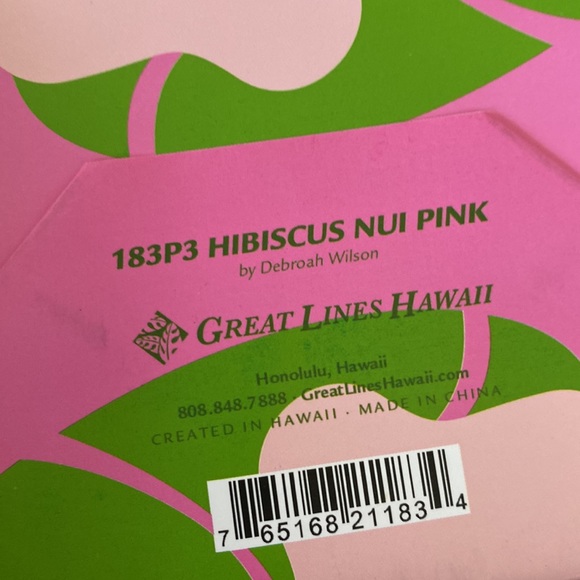 183P3 HIBISCUS NUI PINK
by Debroah Wilson
GREAT LINES HAWAII
Honolulu, Hawaii
808.848.7888 · GreatLinesHawaii.com
CREATED IN HAWAII · MADE IN CHINA
7 65168 21183 4